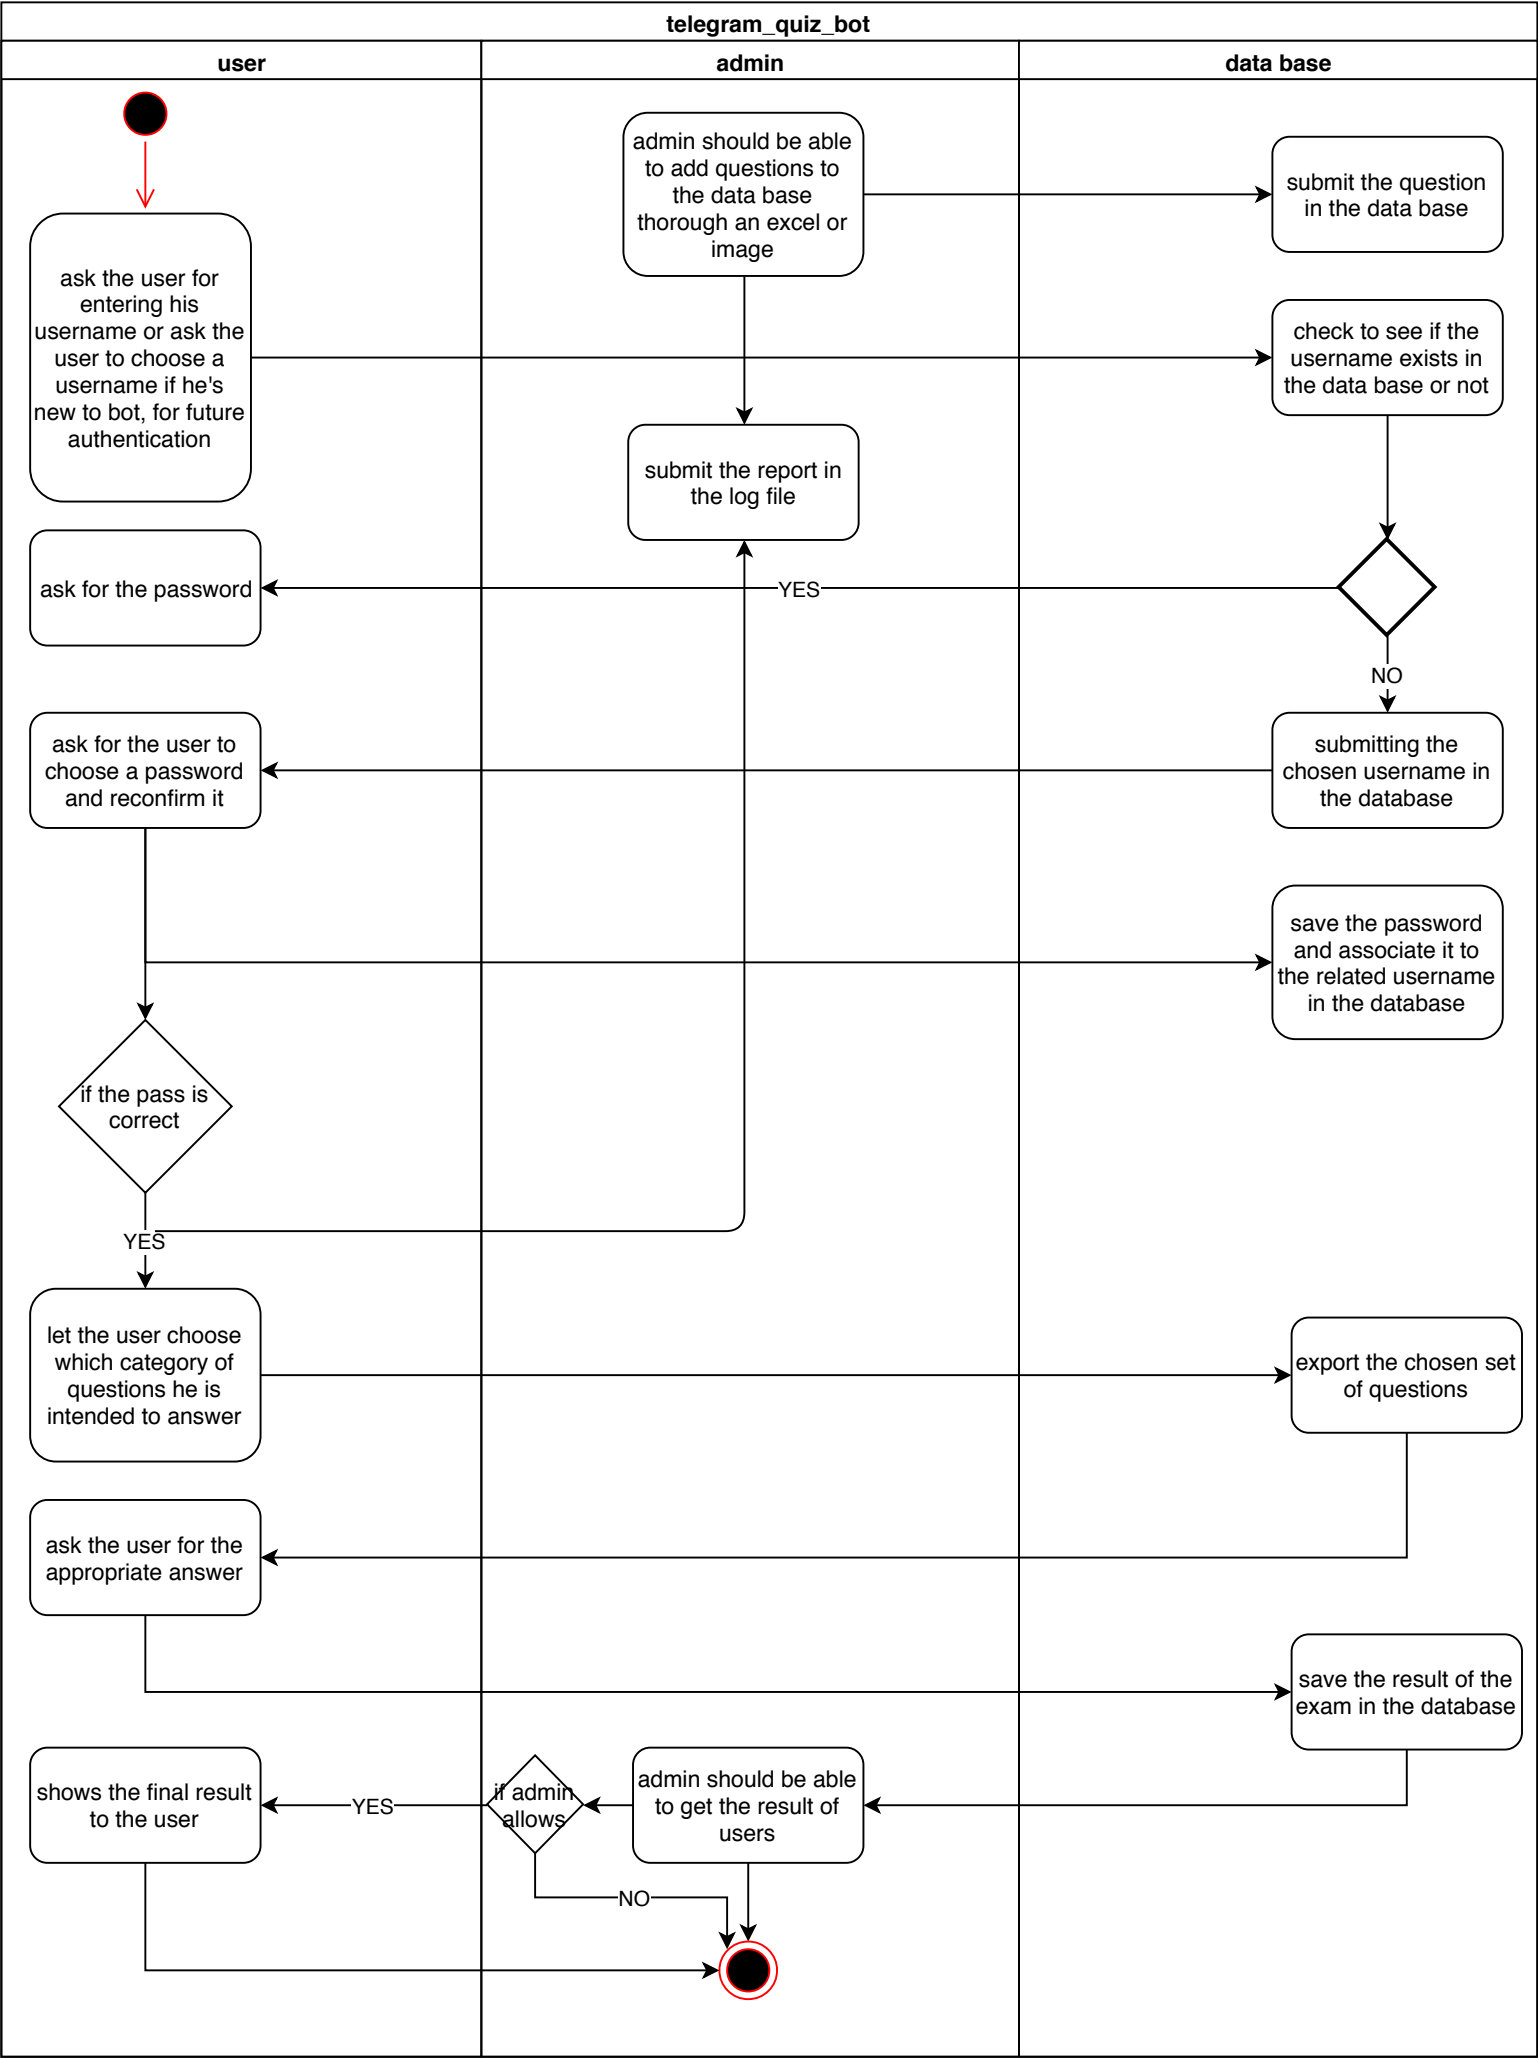 telegram_quiz_bot
user
admin
data base
admin should be able
to add questions to
the data base
thorough an excel or
image
submit the question
in the data base
ask the user for
entering his
username or ask the
user to choose a
username if he's
new to bot, for future
authentication
check to see if the
username exists in
the data base or not
submit the report in
the log file
ask for the password
YES
NO
ask for the user to
choose a password
and reconfirm it
submitting the
chosen username in
the database
save the password
and associate it to
the related username
in the database
if the pass is
correct
YES
let the user choose
which category of
questions he is
intended to answer
export the chosen set
of questions
ask the user for the
appropriate answer
save the result of the
exam in the database
shows the final result
to the user
YES
if admin
allows
admin should be able
to get the result of
users
NO